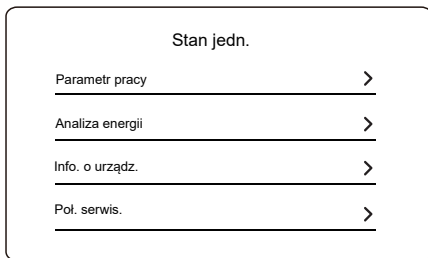 Stan jedn.
Parametr pracy
Analiza energii
Info. o urządz.
Poł. serwis.